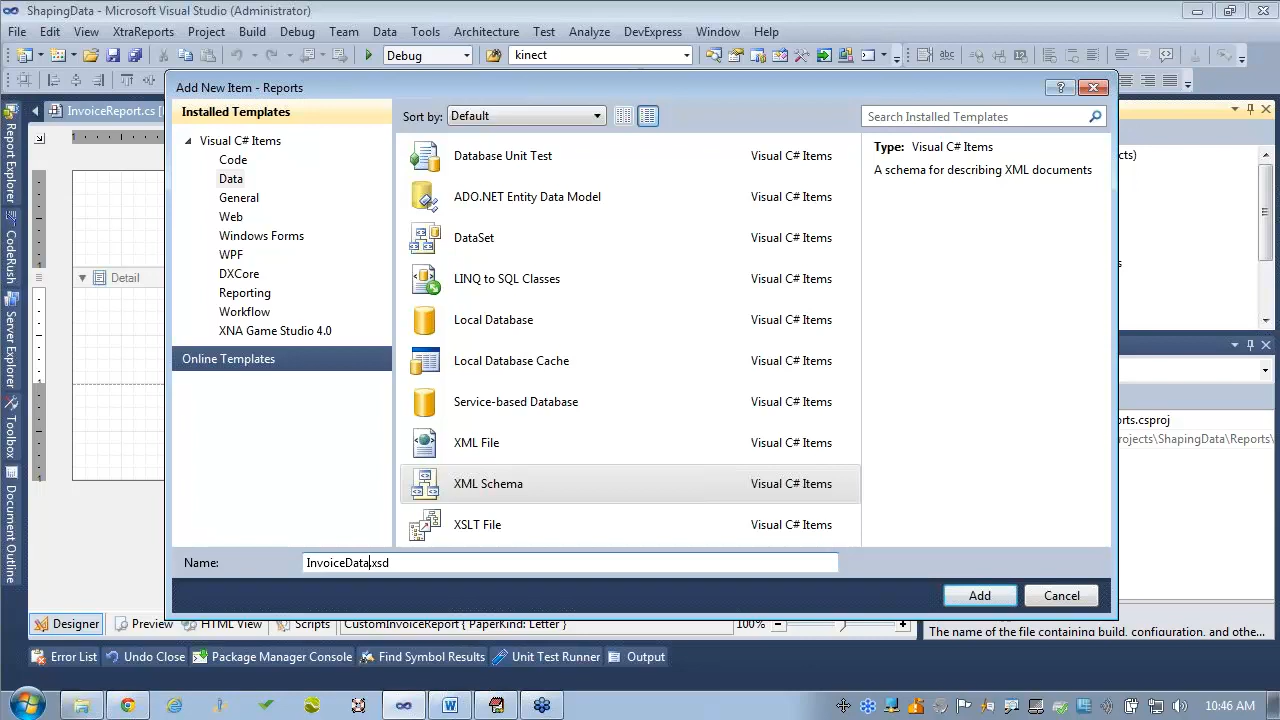 ShapingData - Microsoft Visual Studio (Administrator)
File Edit View XtraReports Project Build Debug Team Data Tools Architecture Test Analyze DevExpress Window Help
Debug kinect
Add New Item - Reports
InvoiceReport.cs [
Installed Templates
Sort by: Default
Search Installed Templates
Visual C# Items
Code
Data
General
Web
Windows Forms
WPF
DXCore
Reporting
Workflow
XNA Game Studio 4.0
Online Templates
Database Unit Test Visual C# Items
ADO.NET Entity Data Model Visual C# Items
DataSet Visual C# Items
LINQ to SQL Classes Visual C# Items
Local Database Visual C# Items
Local Database Cache Visual C# Items
Service-based Database Visual C# Items
XML File Visual C# Items
XML Schema Visual C# Items
XSLT File Visual C# Items
Type: Visual C# Items
A schema for describing XML documents
Name: InvoiceData.xsd
Add Cancel
Report Explorer
CodeRush
Server Explorer
Toolbox
Document Outline
Detail
cts)
orts.csproj
rojects\ShapingData\Reports\
Designer Preview HTML View Scripts CustomInvoiceReport { PaperKind: Letter } 100%
The name of the file containing build, configuration, and othe...
Error List Undo Close Package Manager Console Find Symbol Results Unit Test Runner Output
10:46 AM